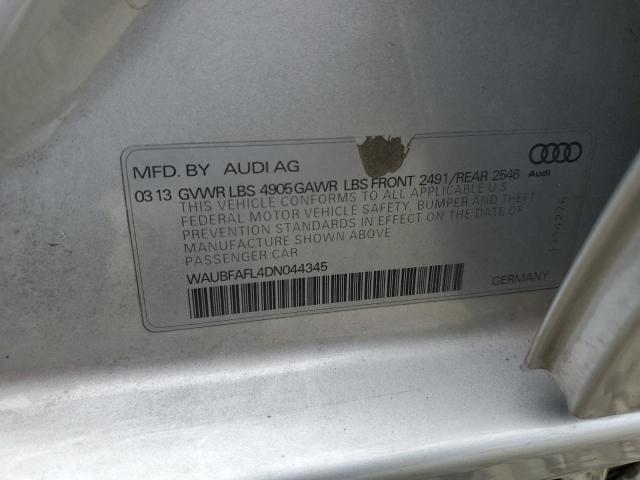 MFD. BY AUDI AG
03 13 GVWR LBS 4905 GAWR LBS FRONT 2491/REAR 2546
Audi
THIS VEHICLE CONFORMS TO ALL APPLICABLE U S
FEDERAL MOTOR VEHICLE SAFETY, BUMPER AND THEFT
PREVENTION STANDARDS IN EFFECT ON THE DATE OF
MANUFACTURE SHOWN ABOVE
PASSENGER CAR
WAUBFAFL4DN044345
GERMANY
1314276